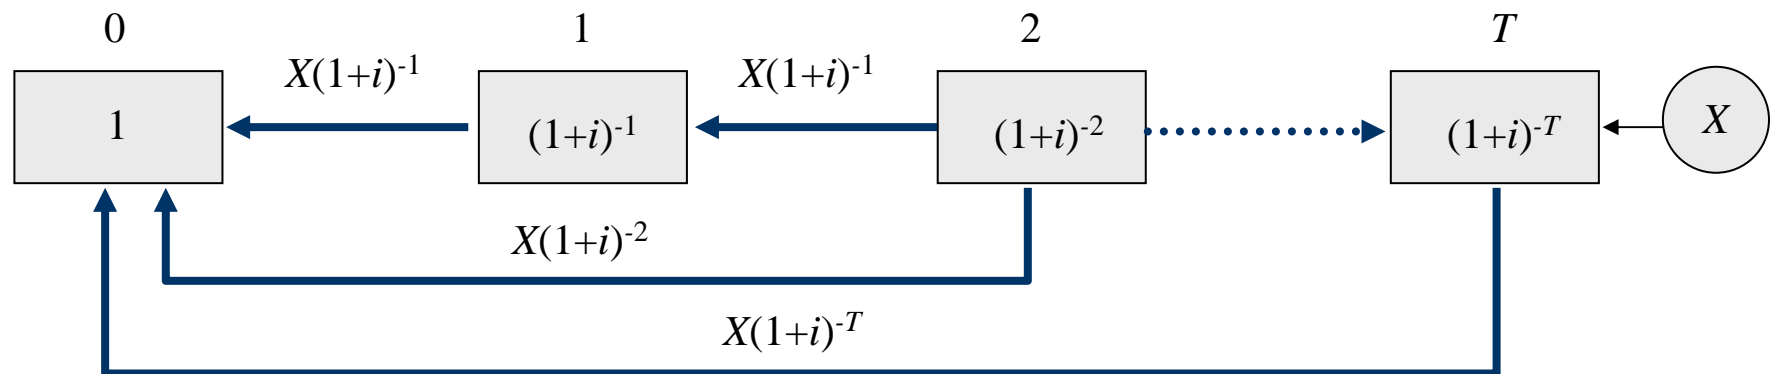 0 1 2 T
X(1+i)⁻¹ X(1+i)⁻¹
1 (1+i)⁻¹ (1+i)⁻² (1+i)⁻ᵀ X
X(1+i)⁻²
X(1+i)⁻ᵀ